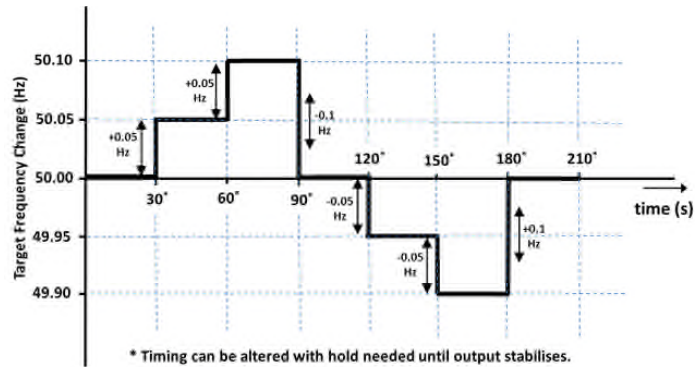 Target Frequency Change (Hz)
50.10
50.05
50.00
49.95
49.90
+0.05
Hz
+0.05
Hz
-0.1
Hz
30*
60*
90*
120*
150*
180*
210*
-0.05
Hz
-0.05
Hz
+0.1
Hz
time (s)
* Timing can be altered with hold needed until output stabilises.